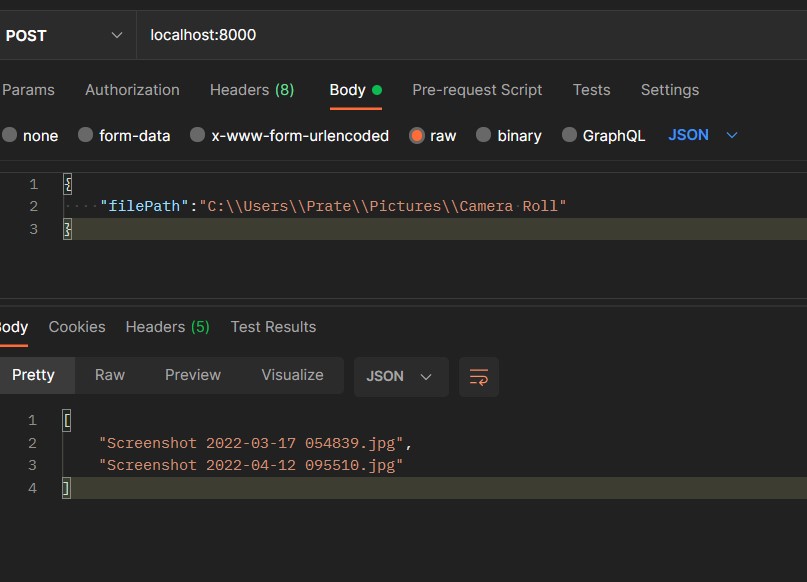 POST localhost:8000
Params Authorization Headers (8) Body Pre-request Script Tests Settings
none form-data x-www-form-urlencoded raw binary GraphQL JSON
1 {
2 ····"filePath":"C:\\Users\\Prate\\Pictures\\Camera·Roll"
3 }
Body Cookies Headers (5) Test Results
Pretty Raw Preview Visualize JSON
1 [
2 "Screenshot 2022-03-17 054839.jpg",
3 "Screenshot 2022-04-12 095510.jpg"
4 ]